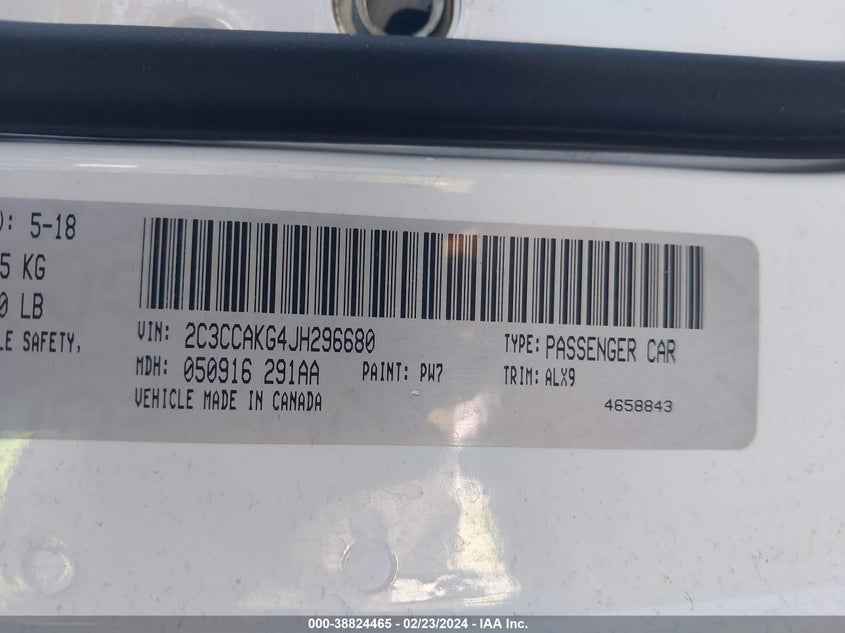 ): 5-18
5 KG
0 LB
LE SAFETY,
VIN: 2C3CCAKG4JH296680 TYPE: PASSENGER CAR
MDH: 050916 291AA PAINT: PW7 TRIM: ALX9
VEHICLE MADE IN CANADA 4658843
000-38824465 - 02/23/2024 - IAA Inc.